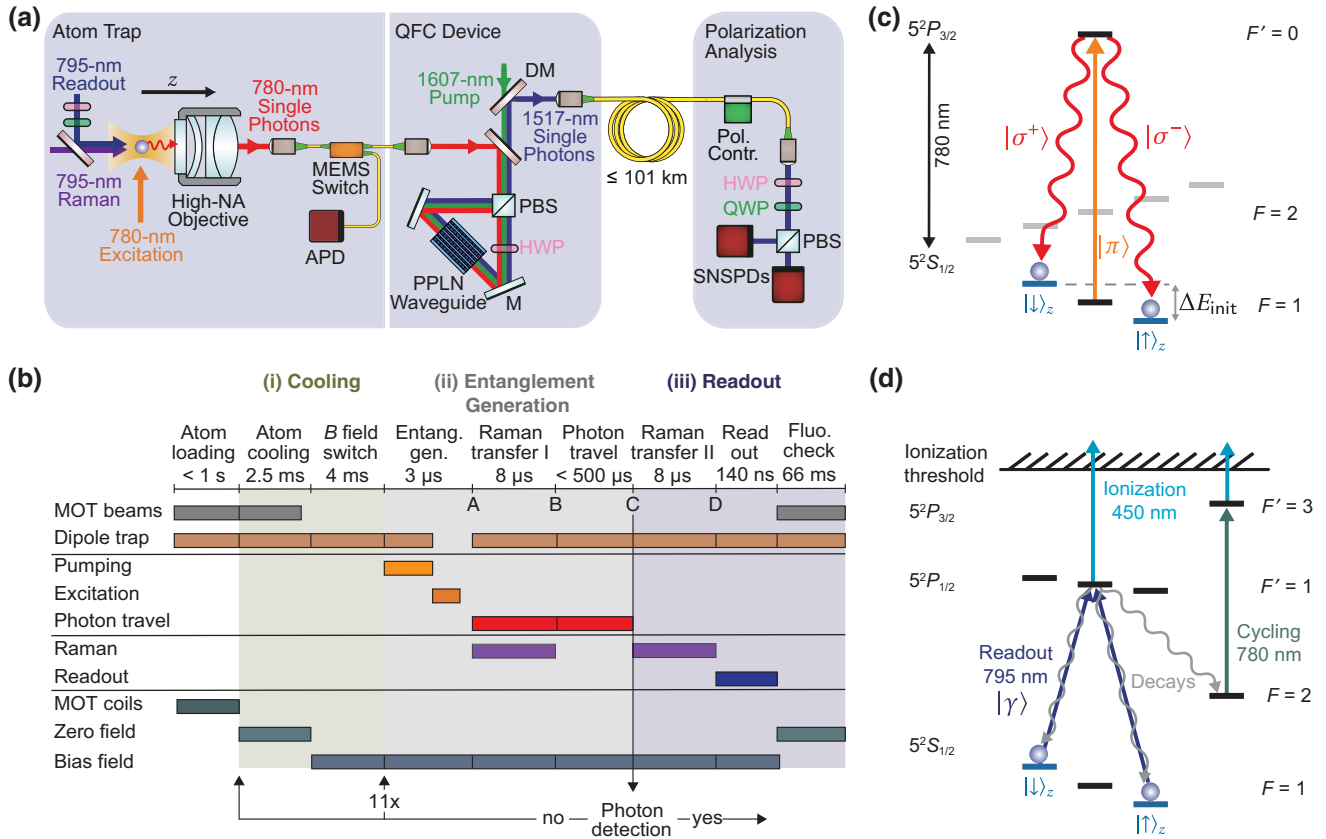 (a)
Atom Trap
795-nm
Readout
z
780-nm
Single
Photons
795-nm
Raman
High-NA
Objective
780-nm
Excitation
MEMS
Switch
APD
QFC Device
1607-nm
Pump
DM
1517-nm
Single
Photons
PBS
HWP
PPLN
Waveguide
M
≤ 101 km
Polarization
Analysis
Pol.
Contr.
HWP
QWP
PBS
SNSPDs
(b)
(i) Cooling
(ii) Entanglement
Generation
(iii) Readout
Atom
loading
< 1 s
Atom
cooling
2.5 ms
B field
switch
4 ms
Entang.
gen.
3 µs
Raman
transfer I
8 µs
Photon
travel
< 500 µs
Raman
transfer II
8 µs
Read
out
140 ns
Fluo.
check
66 ms
A
B
C
D
MOT beams
Dipole trap
Pumping
Excitation
Photon travel
Raman
Readout
MOT coils
Zero field
Bias field
11x
no
Photon
detection
yes
(c)
5²P₃/₂
F′ = 0
780 nm
|σ⁺⟩
|σ⁻⟩
|π⟩
F = 2
5²S₁/₂
|↓⟩z
ΔEinit
F = 1
|↑⟩z
(d)
Ionization
threshold
Ionization
450 nm
5²P₃/₂
F′ = 3
5²P₁/₂
F′ = 1
Cycling
780 nm
Readout
795 nm
|γ⟩
Decays
F = 2
5²S₁/₂
|↓⟩z
F = 1
|↑⟩z